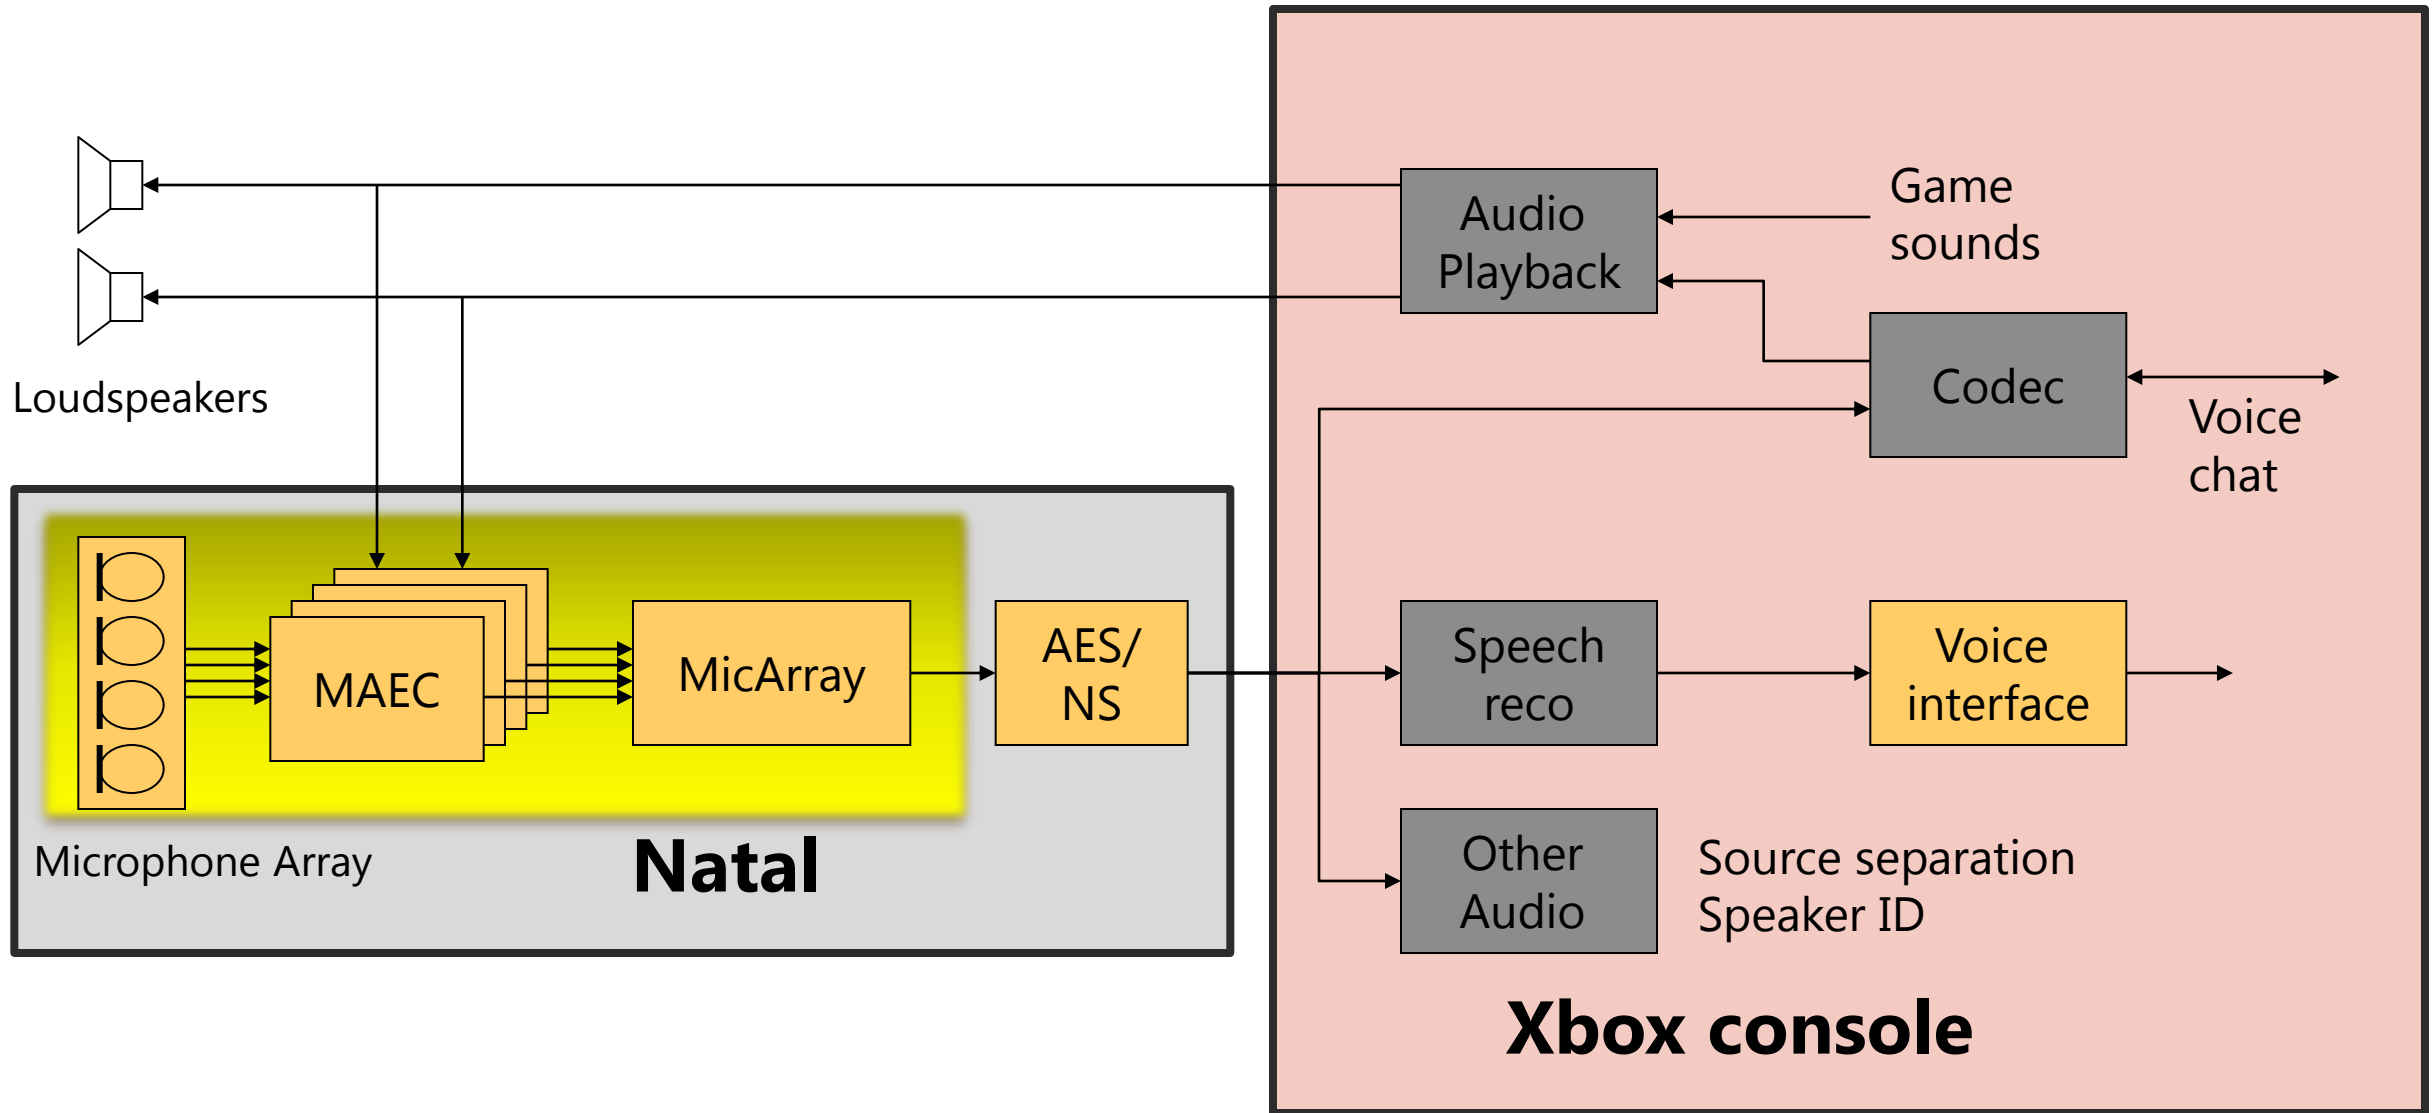 Game
sounds
Audio
Playback
Codec
Voice
chat
Loudspeakers
MAEC
MicArray
AES/
NS
Speech
reco
Voice
interface
Microphone Array
Natal
Other
Audio
Source separation
Speaker ID
Xbox console